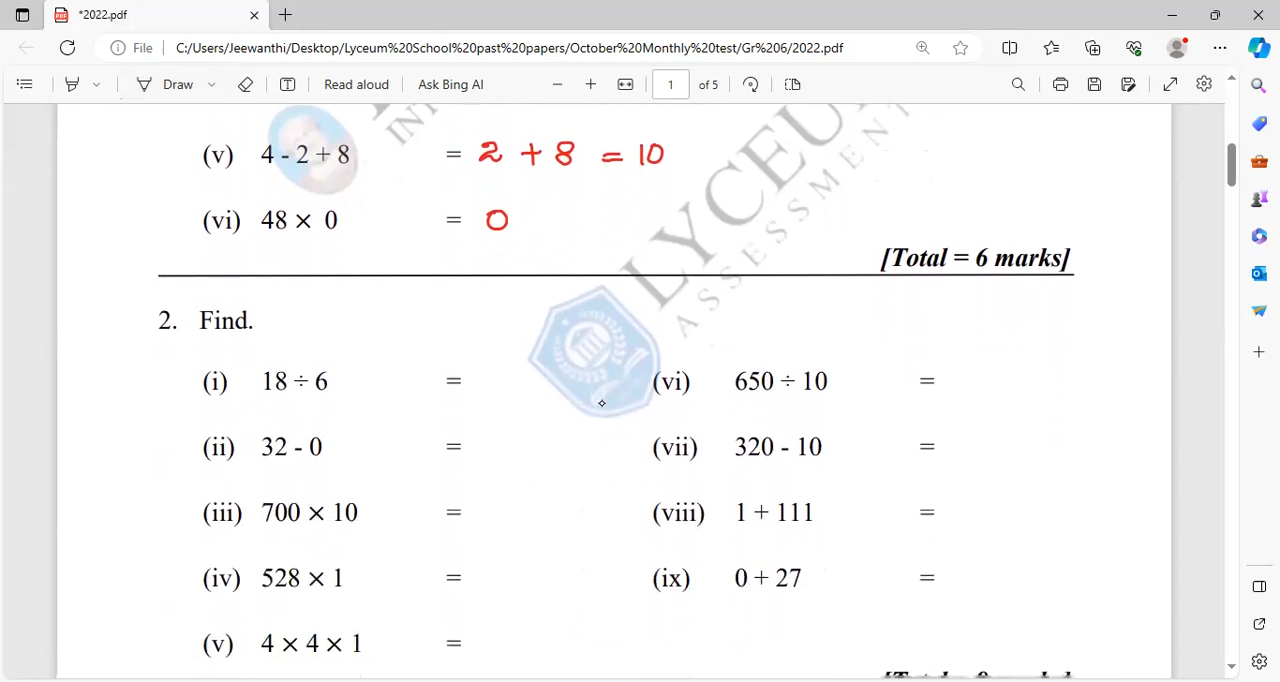 *2022.pdf
File C:/Users/Jeewanthi/Desktop/Lyceum%20School%20past%20papers/October%20Monthly%20test/Gr%206/2022.pdf
Draw Read aloud Ask Bing AI 1 of 5
(v) 4 - 2 + 8 = 2 + 8 = 10
(vi) 48 × 0 = 0
[Total = 6 marks]
LYCEUM
ASSESSMENT
2. Find.
(i) 18 ÷ 6 = (vi) 650 ÷ 10 =
(ii) 32 - 0 = (vii) 320 - 10 =
(iii) 700 × 10 = (viii) 1 + 111 =
(iv) 528 × 1 = (ix) 0 + 27 =
(v) 4 × 4 × 1 =